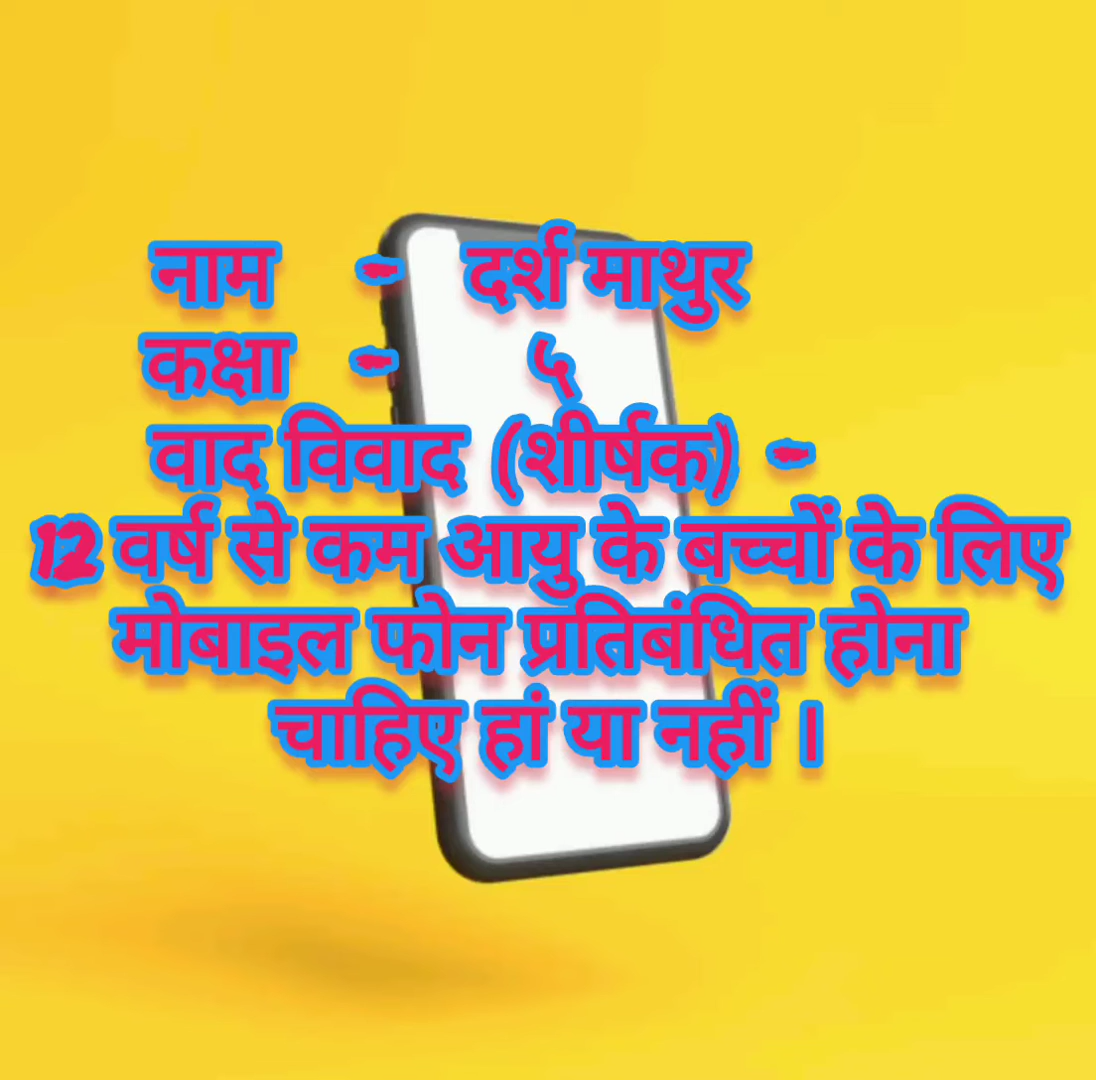 नाम - दर्श माथुर
कक्षा - ५
वाद विवाद (शीर्षक) -
12 वर्ष से कम आयु के बच्चों के लिए
मोबाइल फोन प्रतिबंधित होना
चाहिए हां या नहीं ।